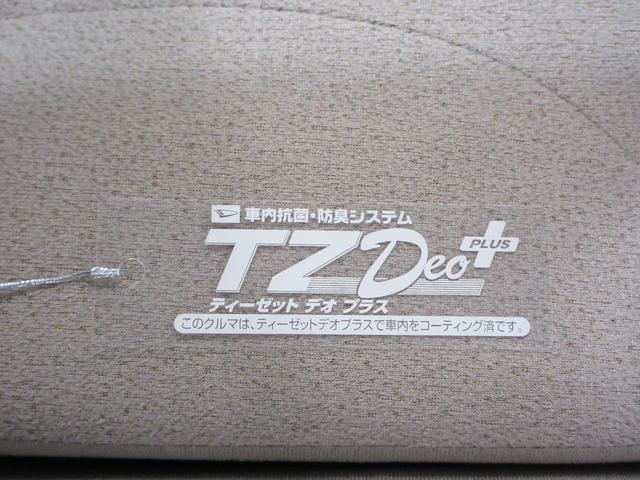 車内抗菌・防臭システム
TZ Deo PLUS
ティーゼット デオ プラス
このクルマは、ティーゼットデオプラスで車内をコーティング済です。